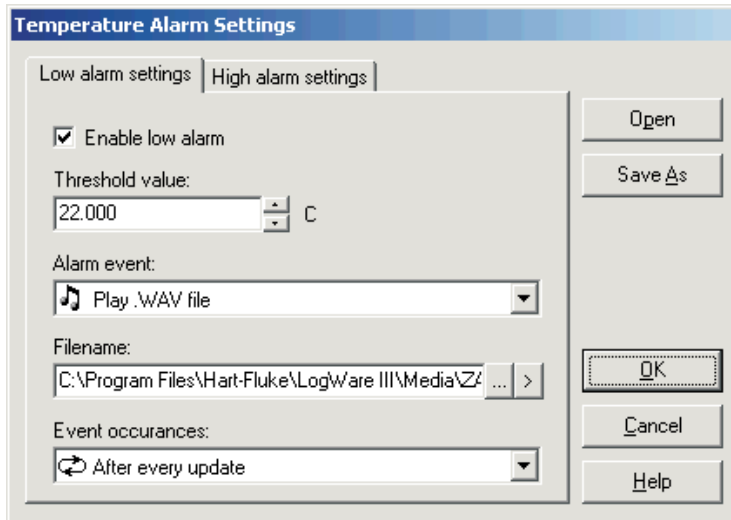 Temperature Alarm Settings
Low alarm settings
High alarm settings
Enable low alarm
Threshold value:
22.000
C
Alarm event:
Play .WAV file
Filename:
C:\Program Files\Hart-Fluke\LogWare III\Media\ZA
...
>
Event occurances:
After every update
Open
Save As
OK
Cancel
Help